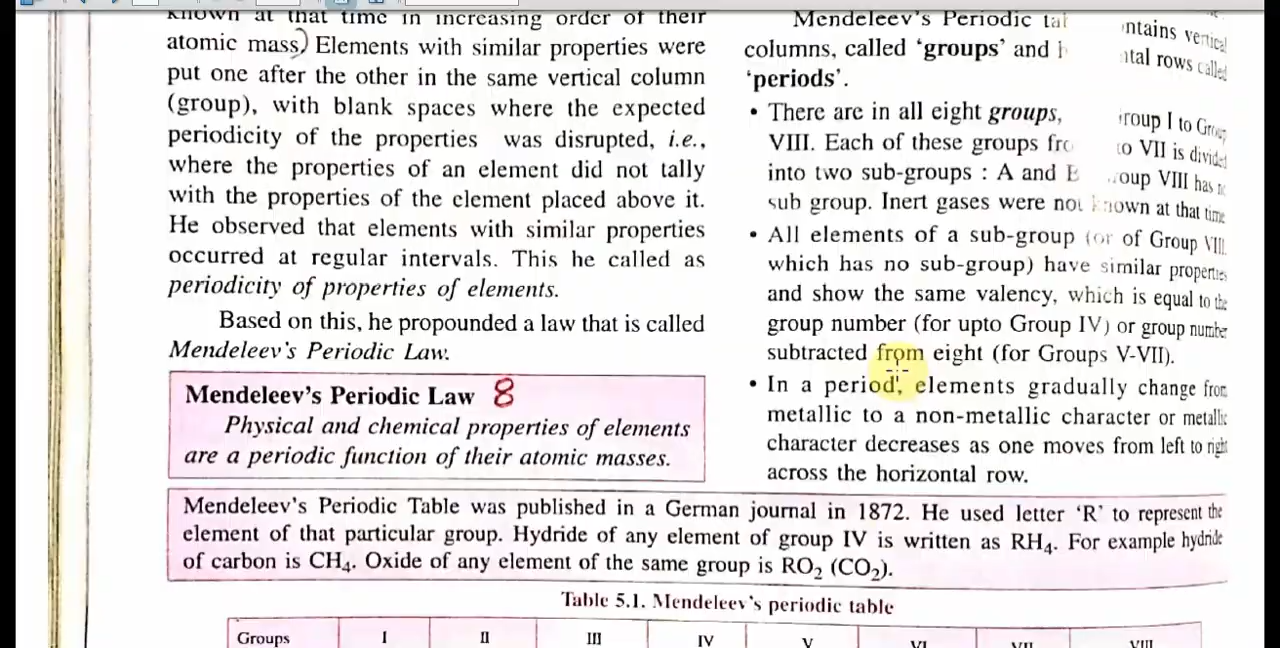 known at that time in increasing order of their
atomic mass) Elements with similar properties were
put one after the other in the same vertical column
(group), with blank spaces where the expected
periodicity of the properties was disrupted, i.e.,
where the properties of an element did not tally
with the properties of the element placed above it.
He observed that elements with similar properties
occurred at regular intervals. This he called as
periodicity of properties of elements.
Based on this, he propounded a law that is called
Mendeleev's Periodic Law.
Mendeleev's Periodic Law 8
Physical and chemical properties of elements
are a periodic function of their atomic masses.
Mendeleev's Periodic vertical
columns, called 'groups' and rows called
'periods'.
• There are in all eight groups, I to
VIII. Each of these groups to VII is
into two sub-groups : A and VIII has
sub group. Inert gases were not known at that time
• All elements of a sub-group (or of Group VIII,
which has no sub-group) have similar properties
and show the same valency, which is equal to the
group number (for upto Group IV) or group number
subtracted from eight (for Groups V-VII).
• In a period, elements gradually change from
metallic to a non-metallic character or metallic
character decreases as one moves from left to right
across the horizontal row.
Mendeleev's Periodic Table was published in a German journal in 1872. He used letter 'R' to represent the
element of that particular group. Hydride of any element of group IV is written as RH₄. For example hydride
of carbon is CH₄. Oxide of any element of the same group is RO₂ (CO₂).
Table 5.1. Mendeleev's periodic table
Groups I II III IV V VI VII VIII